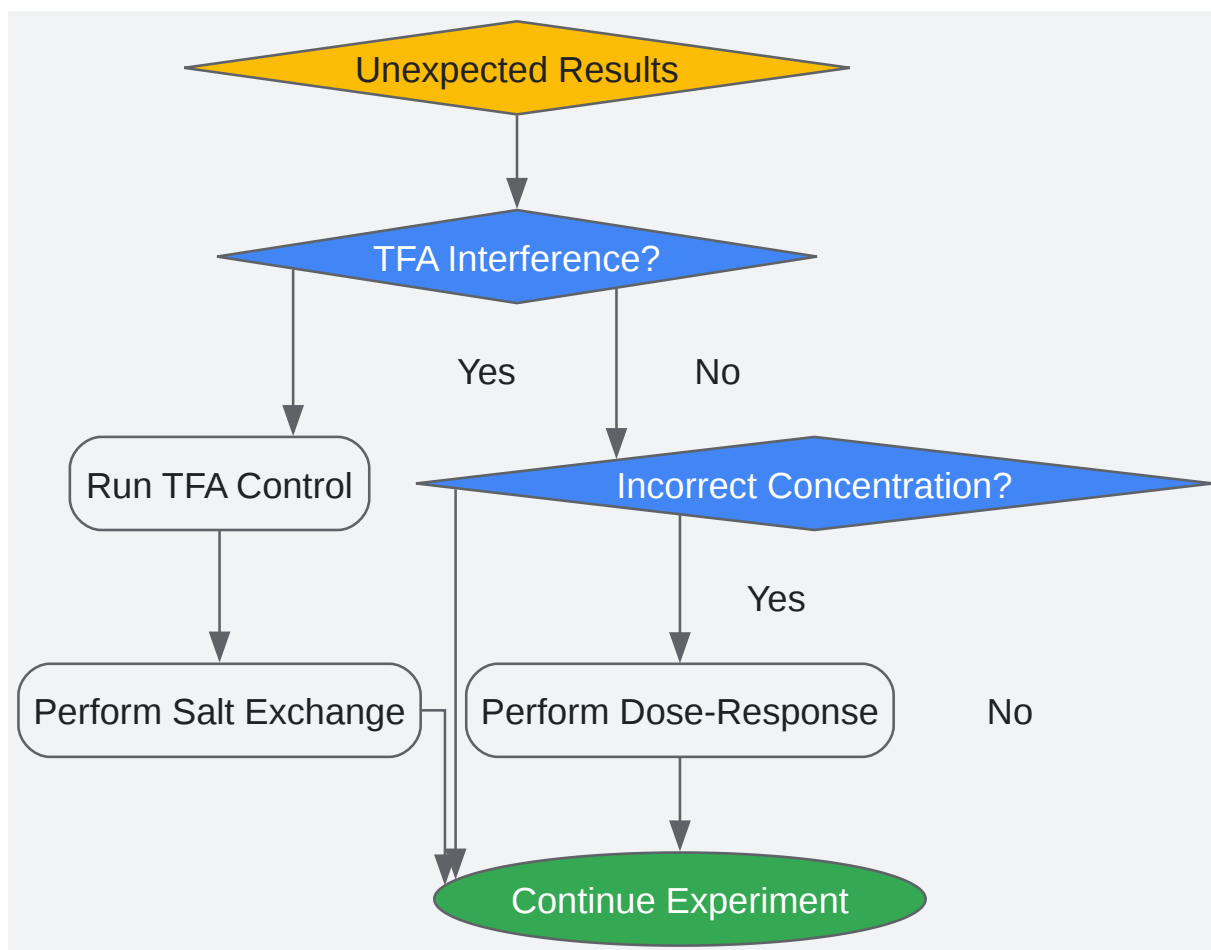 Unexpected Results
TFA Interference?
Yes
No
Run TFA Control
Incorrect Concentration?
Yes
Perform Salt Exchange
Perform Dose-Response
No
Continue Experiment